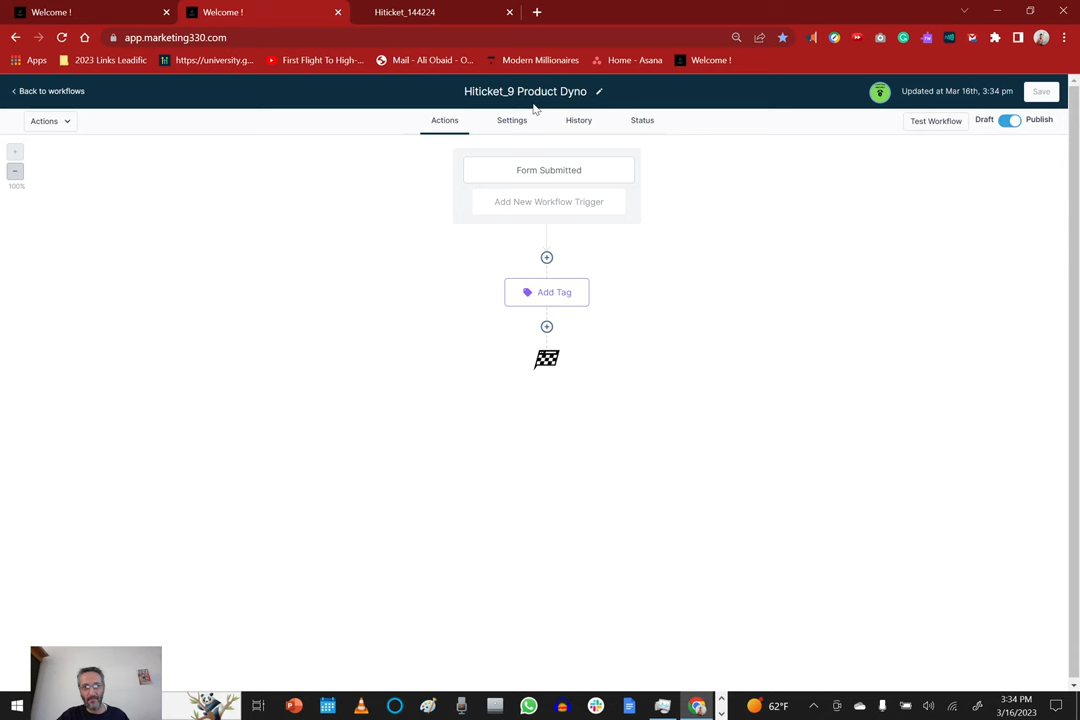 Welcome !
Welcome !
Hiticket_144224
app.marketing330.com
Apps
2023 Links Leadific
https://university.g...
First Flight To High-...
Mail - Ali Obaid - O...
Modern Millionaires
Home - Asana
Welcome !
Back to workflows
Hiticket_9 Product Dyno
Updated at Mar 16th, 3:34 pm
Save
Actions
Actions
Settings
History
Status
Test Workflow
Draft
Publish
100%
Form Submitted
Add New Workflow Trigger
Add Tag
62°F
3:34 PM
3/16/2023